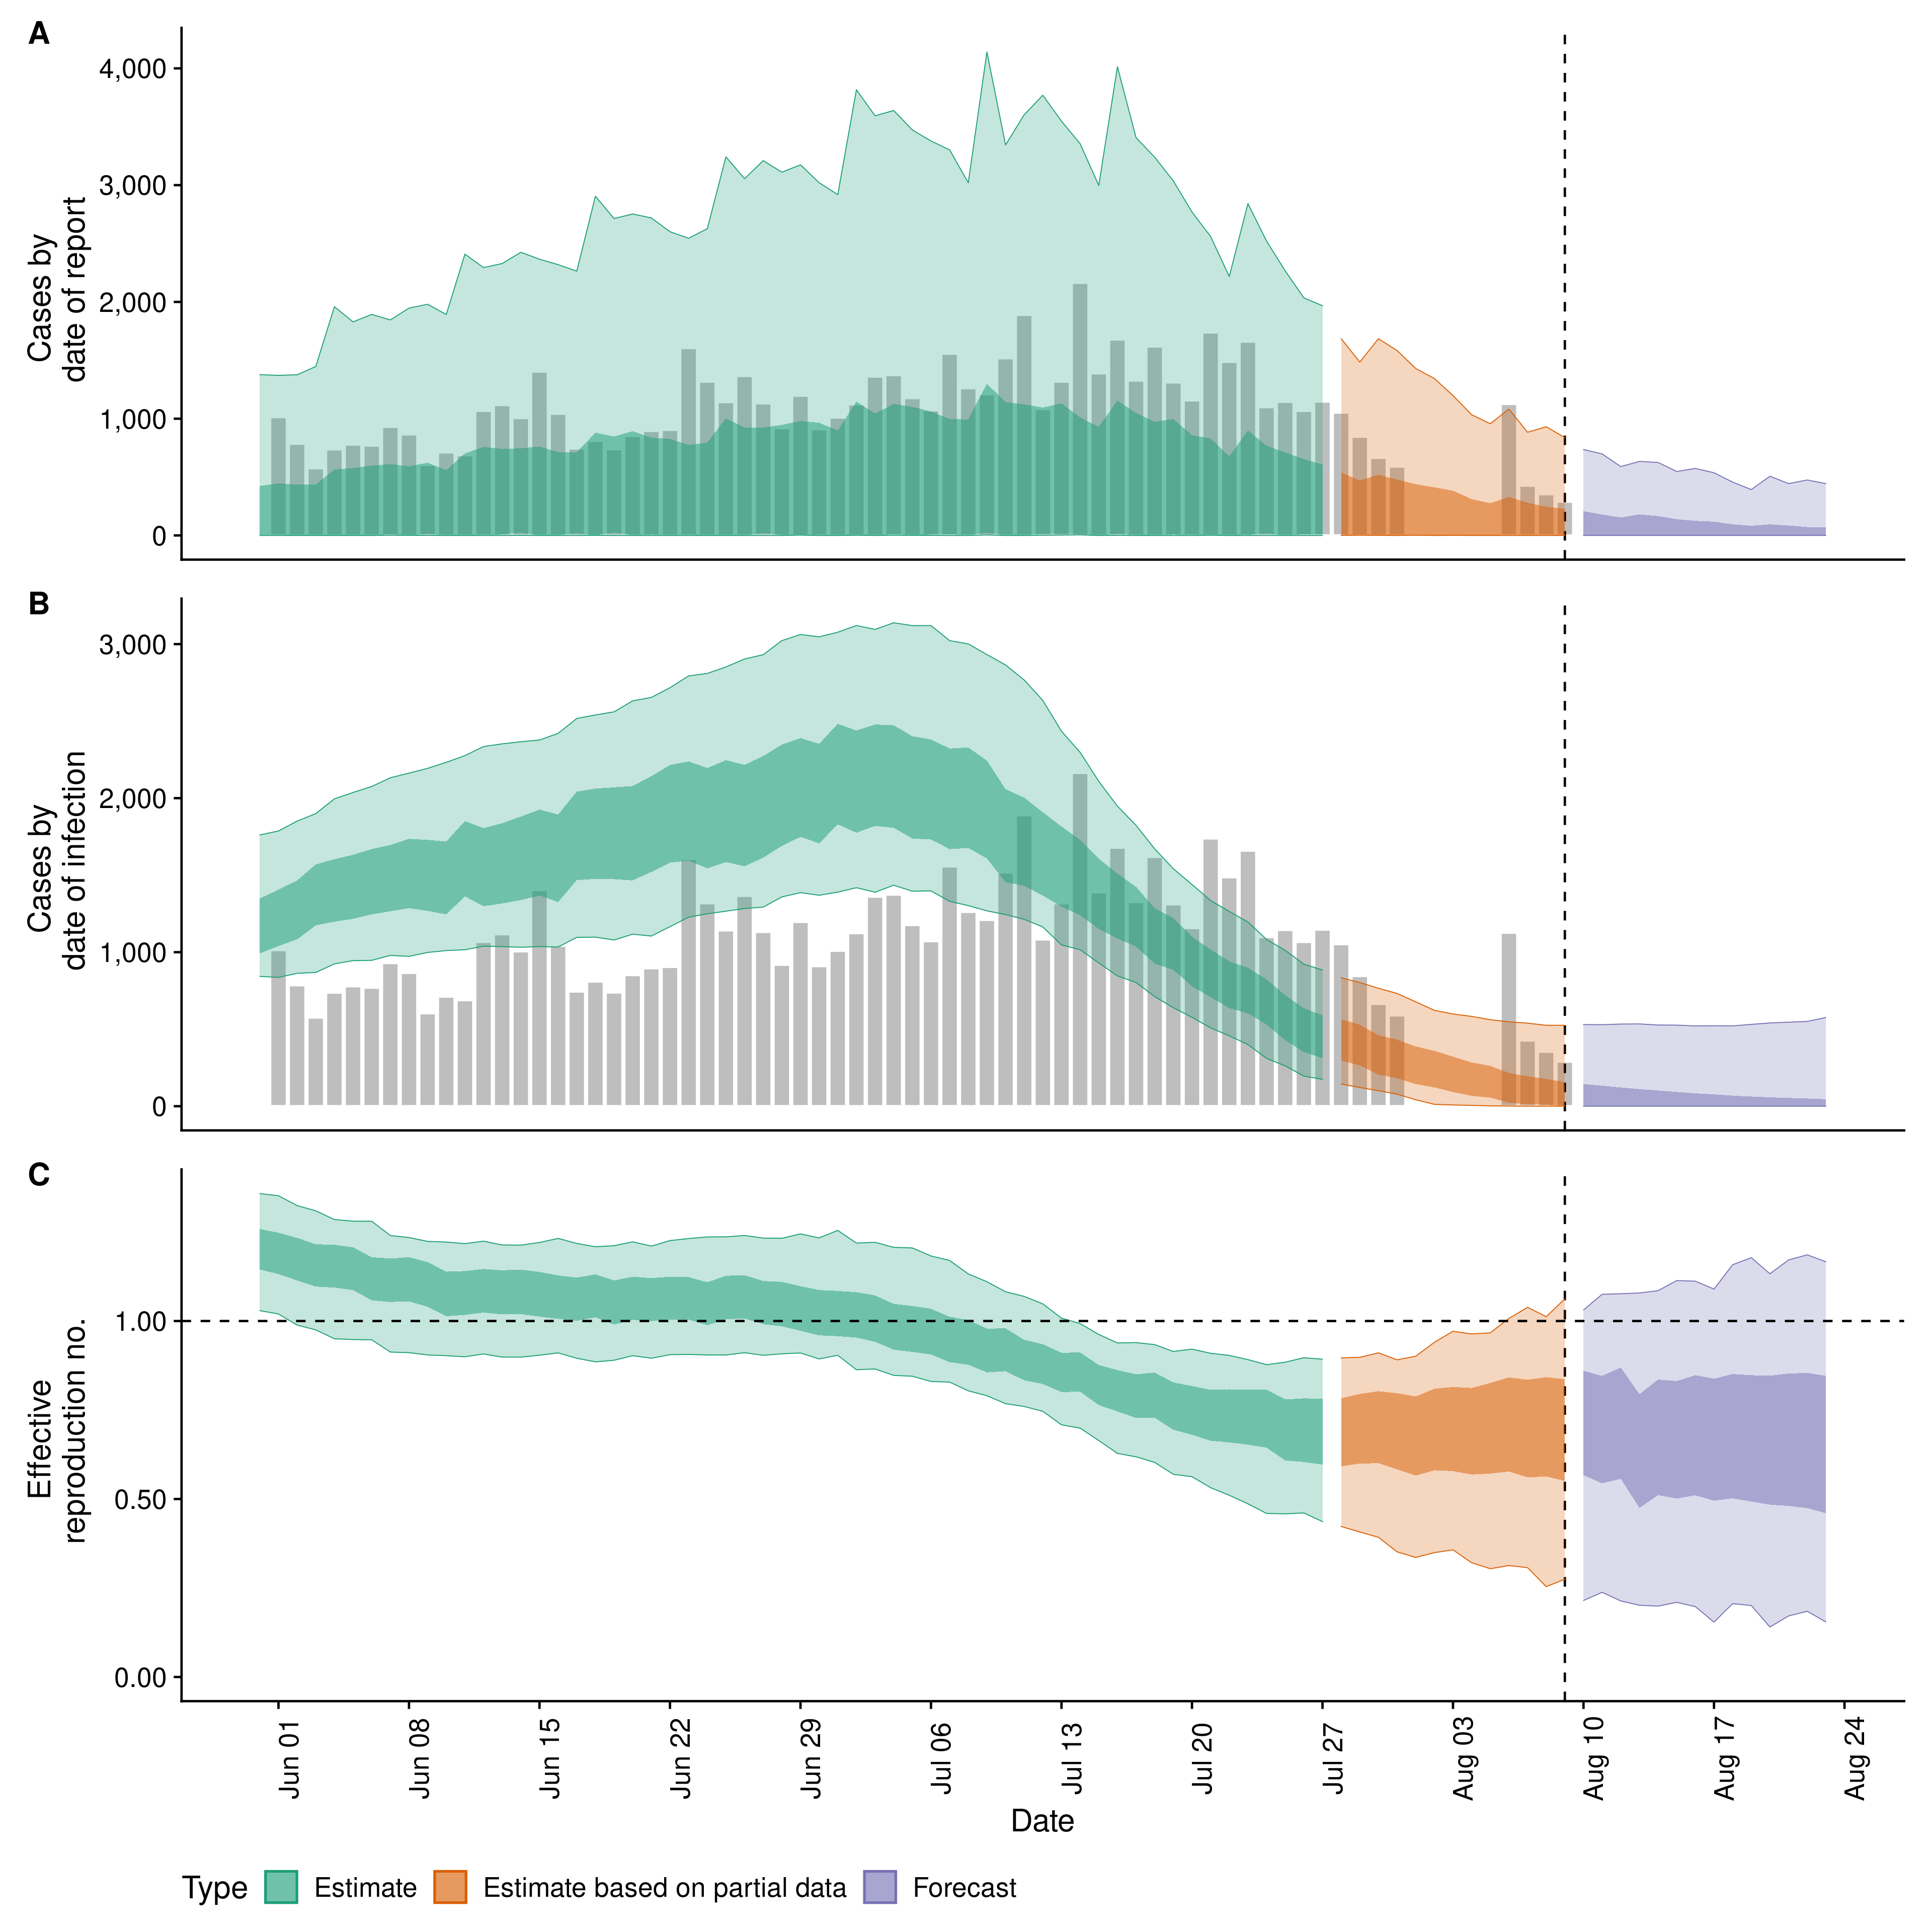 A
Cases by
date of report
4,000
3,000
2,000
1,000
0
B
Cases by
date of infection
3,000
2,000
1,000
0
C
Effective
reproduction no.
1.00
0.50
0.00
Jun 01
Jun 08
Jun 15
Jun 22
Jun 29
Jul 06
Jul 13
Jul 20
Jul 27
Aug 03
Aug 10
Aug 17
Aug 24
Date
Type Estimate Estimate based on partial data Forecast